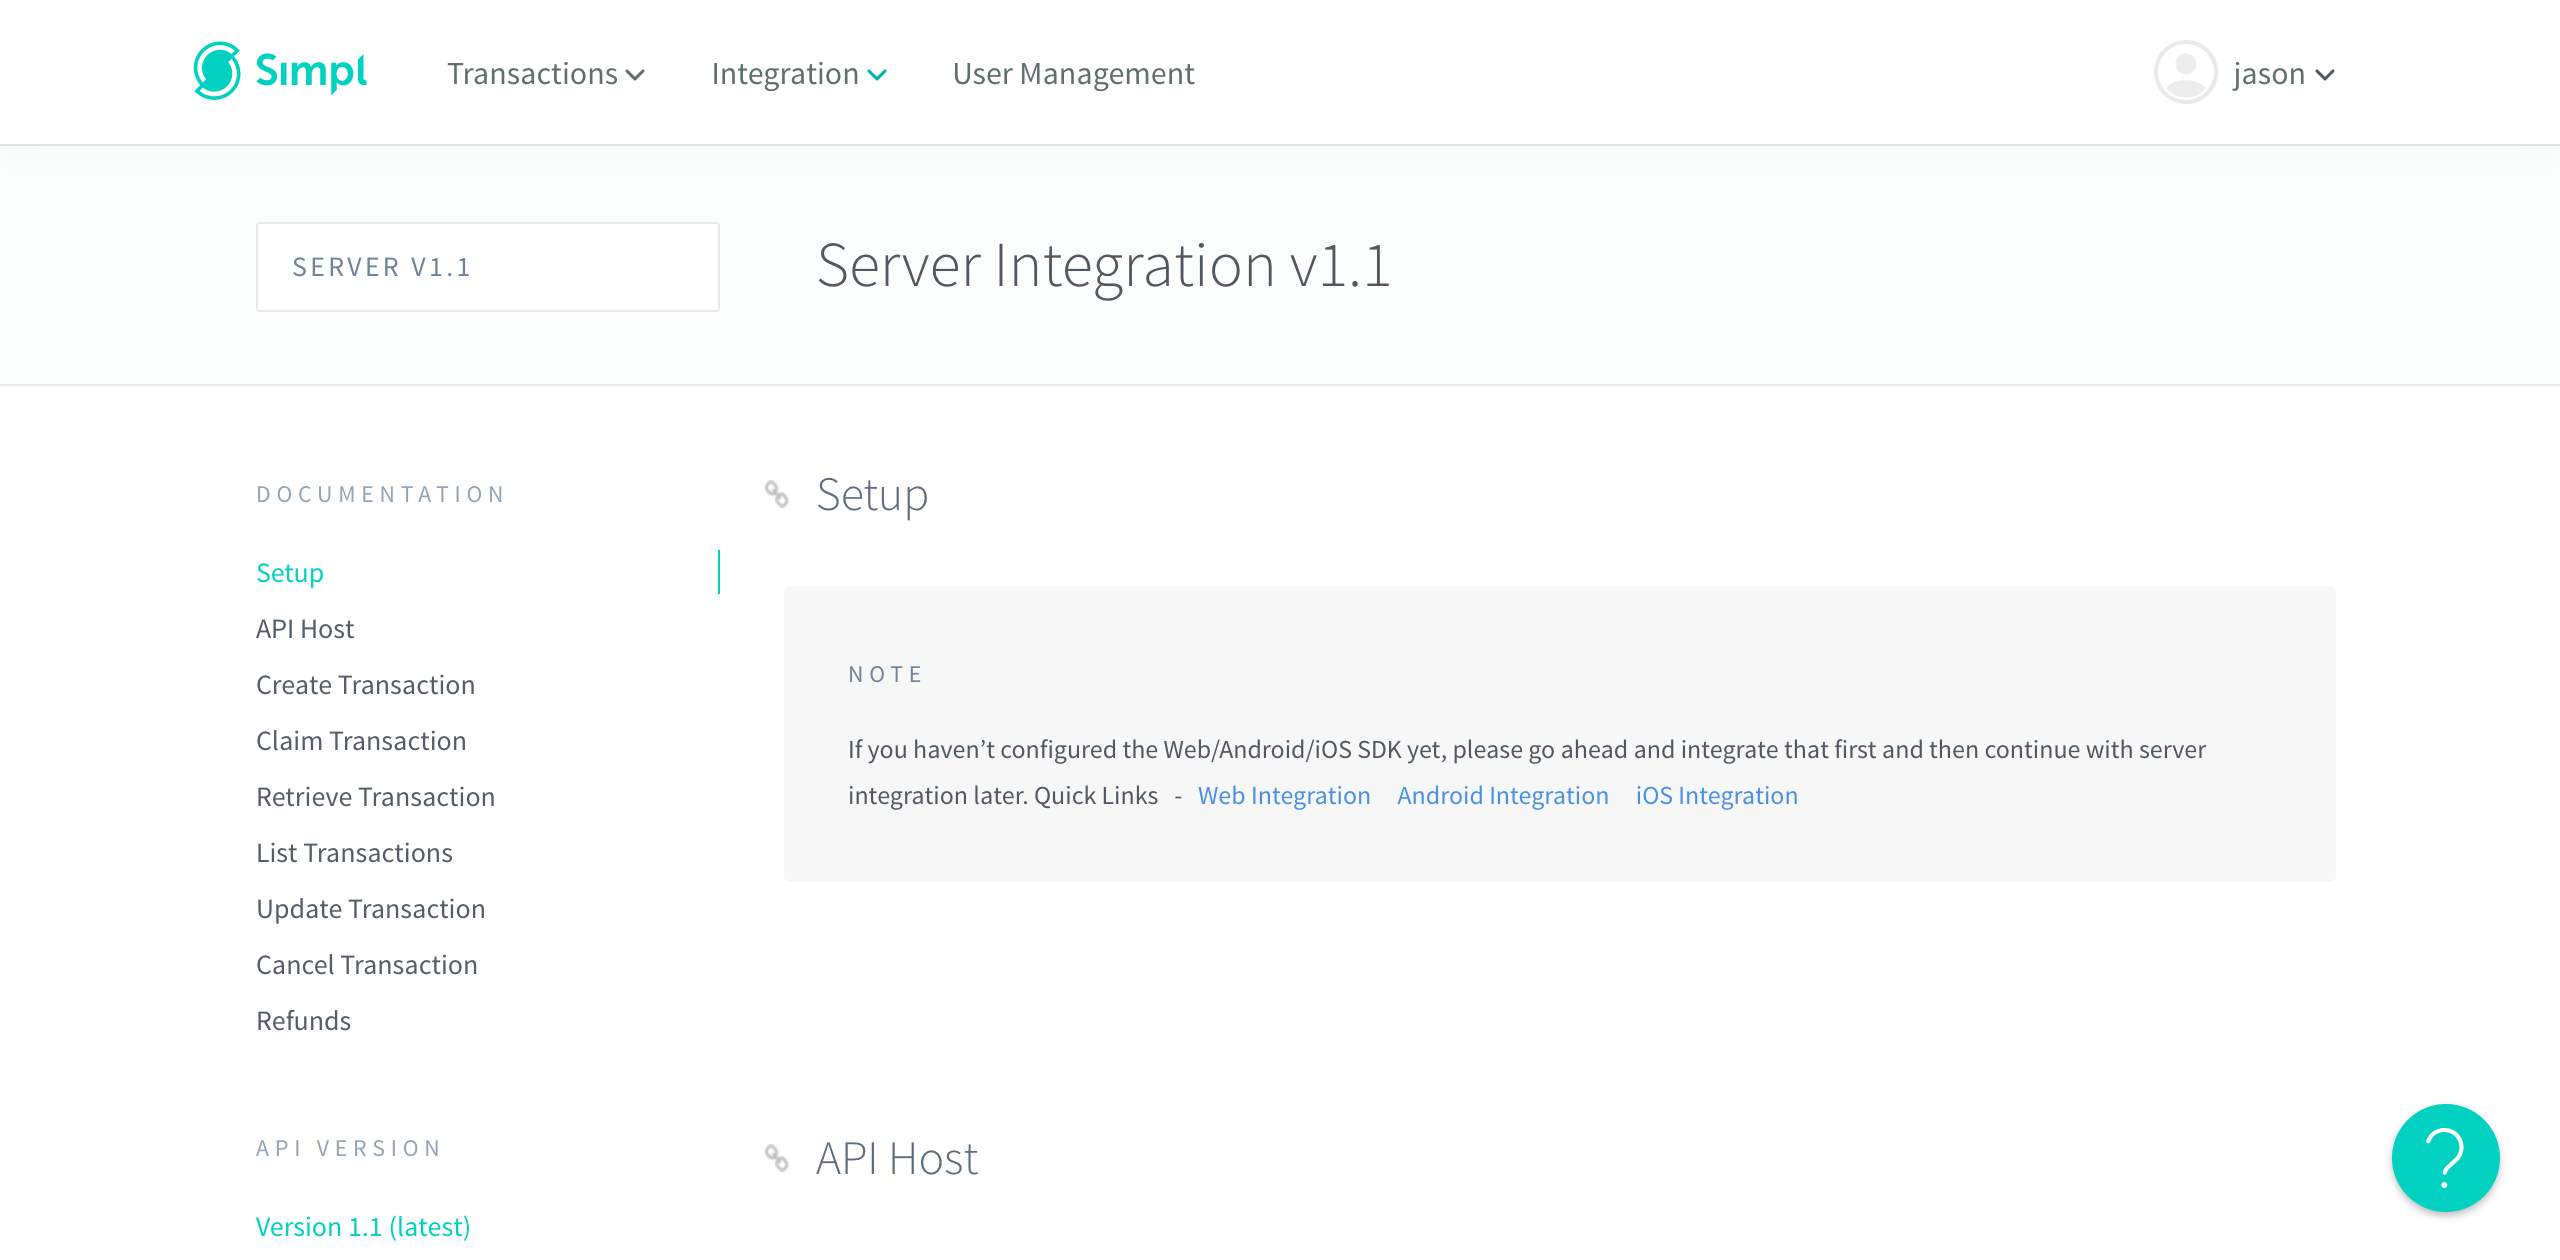 Simpl
Transactions
Integration
User Management
jason
SERVER V1.1
Server Integration v1.1
DOCUMENTATION
Setup
API Host
Create Transaction
Claim Transaction
Retrieve Transaction
List Transactions
Update Transaction
Cancel Transaction
Refunds
API VERSION
Version 1.1 (latest)
Setup
NOTE
If you haven’t configured the Web/Android/iOS SDK yet, please go ahead and integrate that first and then continue with server
integration later. Quick Links - Web Integration Android Integration iOS Integration
API Host
?